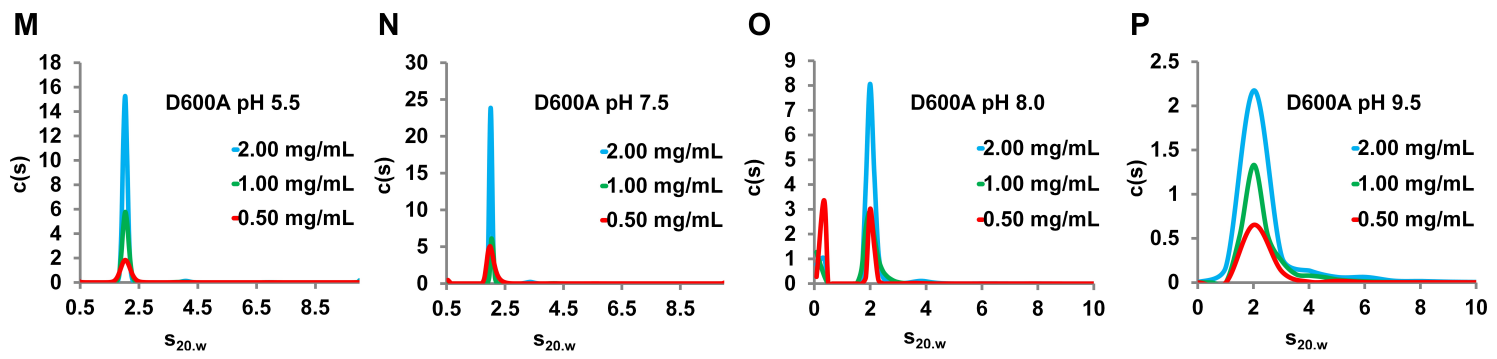 M
18
16
14
12
10
8
6
4
2
0
c(s)
D600A pH 5.5
2.00 mg/mL
1.00 mg/mL
0.50 mg/mL
0.5 2.5 4.5 6.5 8.5
s20.w
N
30
25
20
15
10
5
0
c(s)
D600A pH 7.5
2.00 mg/mL
1.00 mg/mL
0.50 mg/mL
0.5 2.5 4.5 6.5 8.5
s20.w
O
9
8
7
6
5
4
3
2
1
0
c(s)
D600A pH 8.0
2.00 mg/mL
1.00 mg/mL
0.50 mg/mL
0 2 4 6 8 10
s20.w
P
2.5
2
1.5
1
0.5
0
c(s)
D600A pH 9.5
2.00 mg/mL
1.00 mg/mL
0.50 mg/mL
0 2 4 6 8 10
s20.w